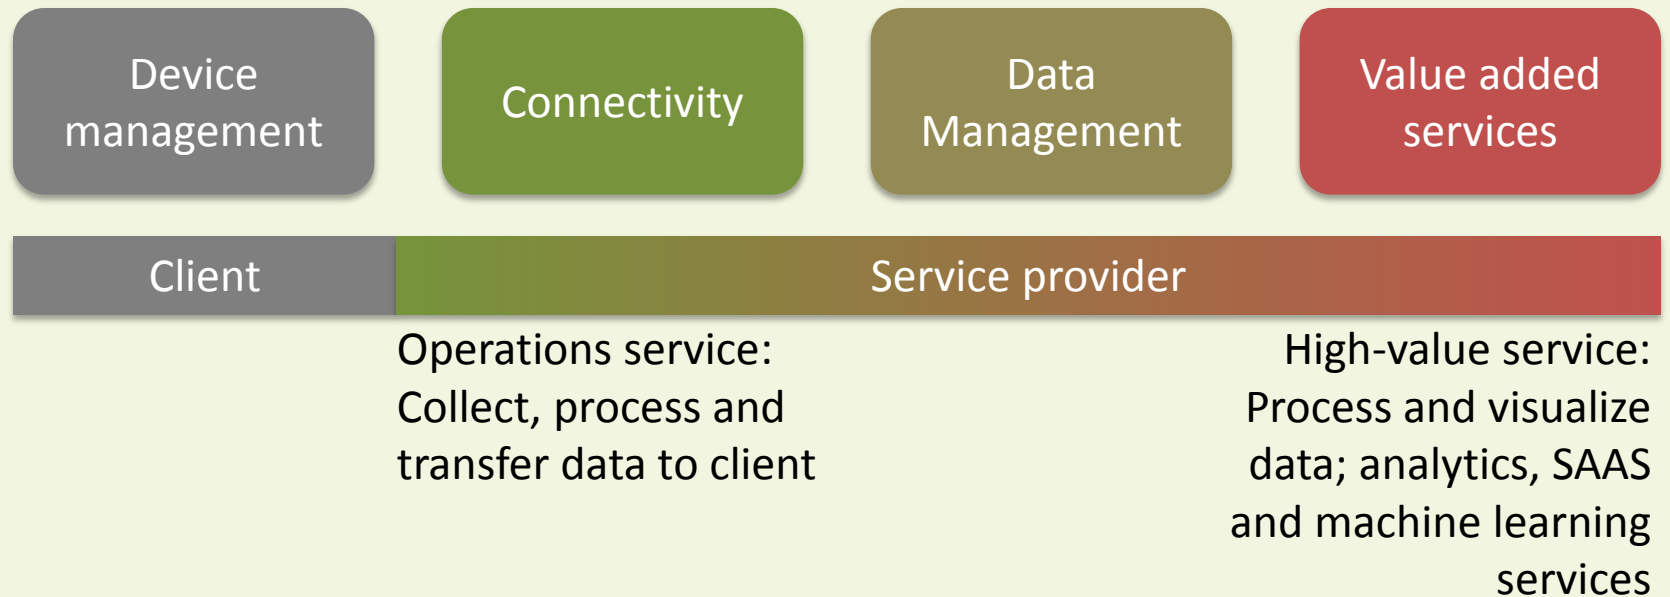 Device
management
Connectivity
Data
Management
Value added
services
Client
Service provider
Operations service:
Collect, process and
transfer data to client
High-value service:
Process and visualize
data; analytics, SAAS
and machine learning
services